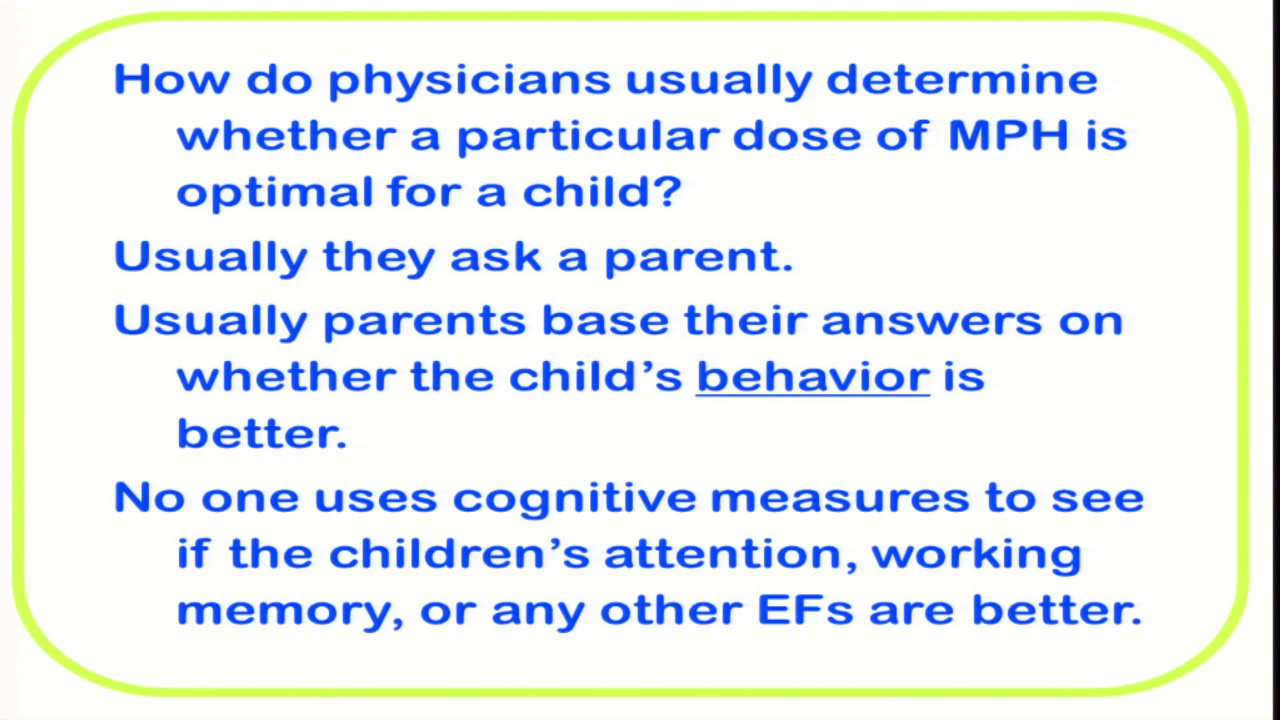 How do physicians usually determine
whether a particular dose of MPH is
optimal for a child?
Usually they ask a parent.
Usually parents base their answers on
whether the child’s behavior is
better.
No one uses cognitive measures to see
if the children’s attention, working
memory, or any other EFs are better.